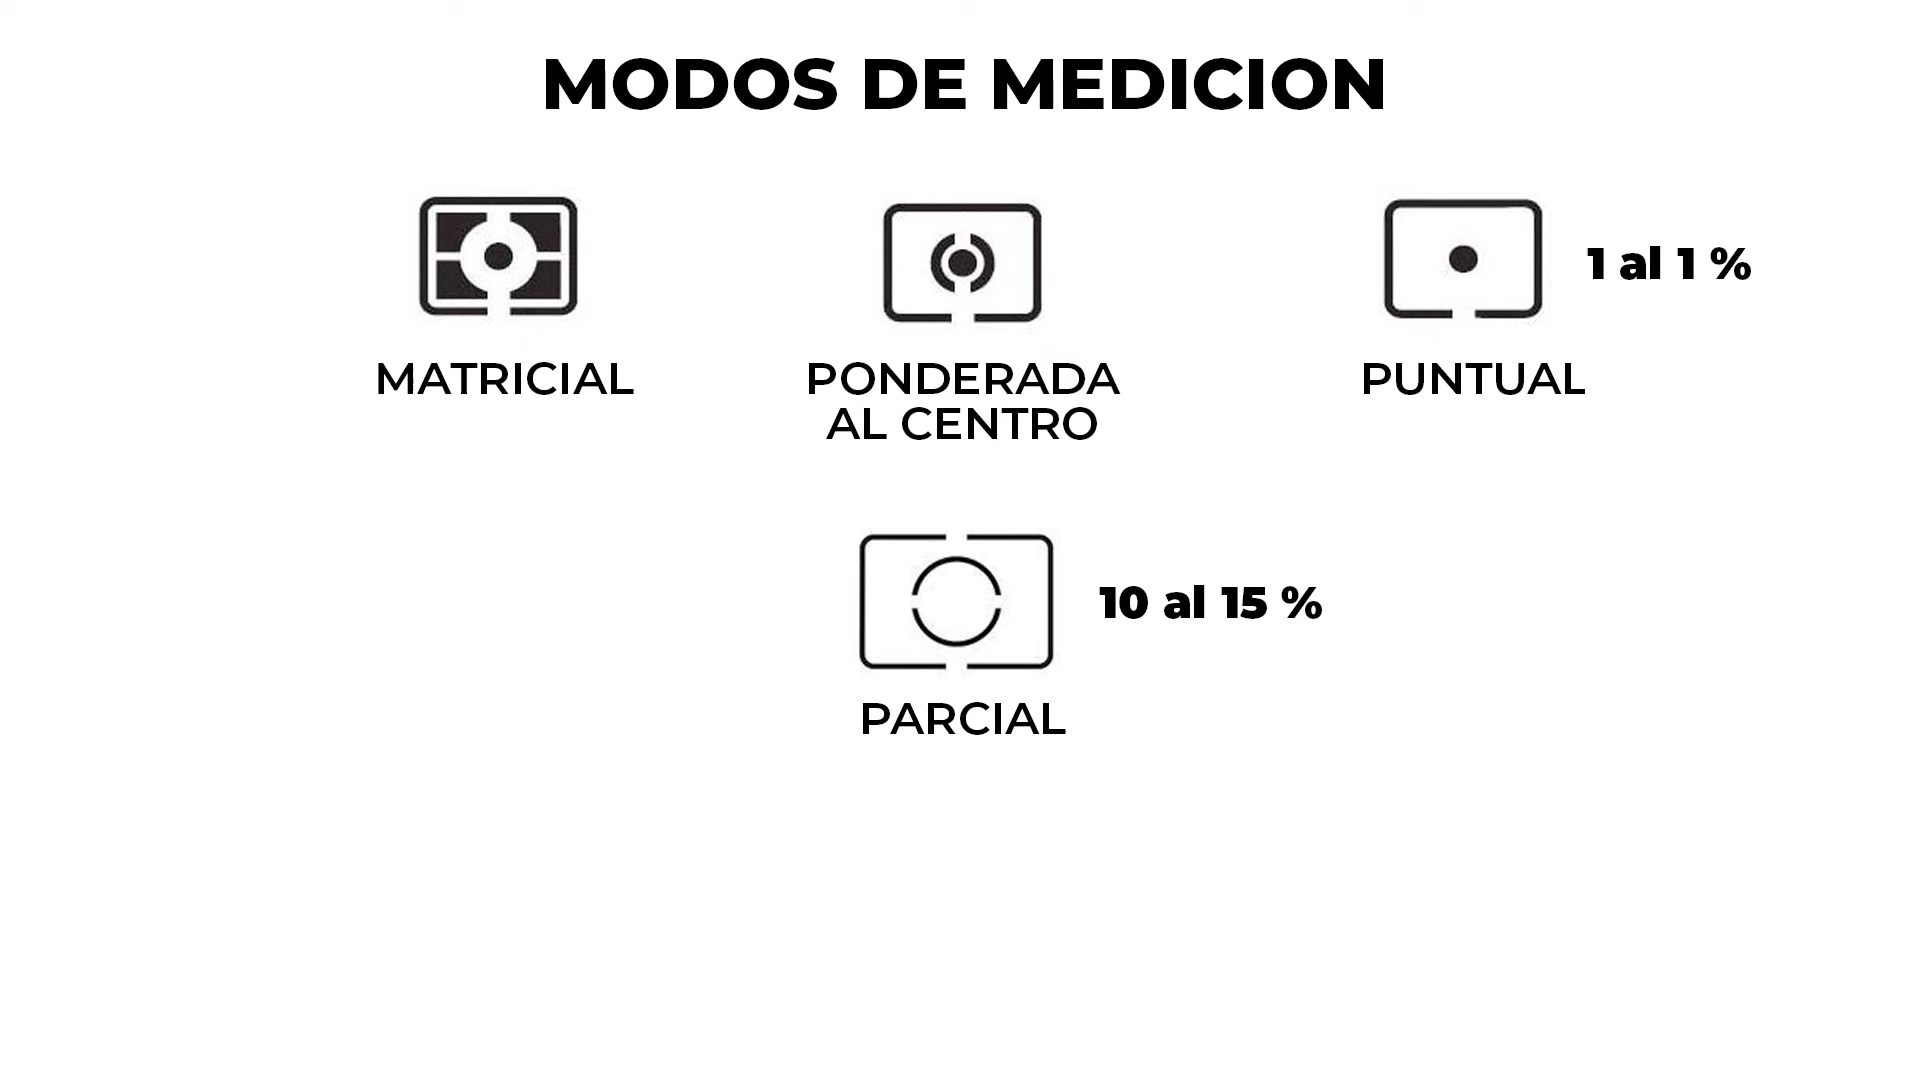 MODOS DE MEDICION
MATRICIAL
PONDERADA
AL CENTRO
1 al 1 %
PUNTUAL
10 al 15 %
PARCIAL